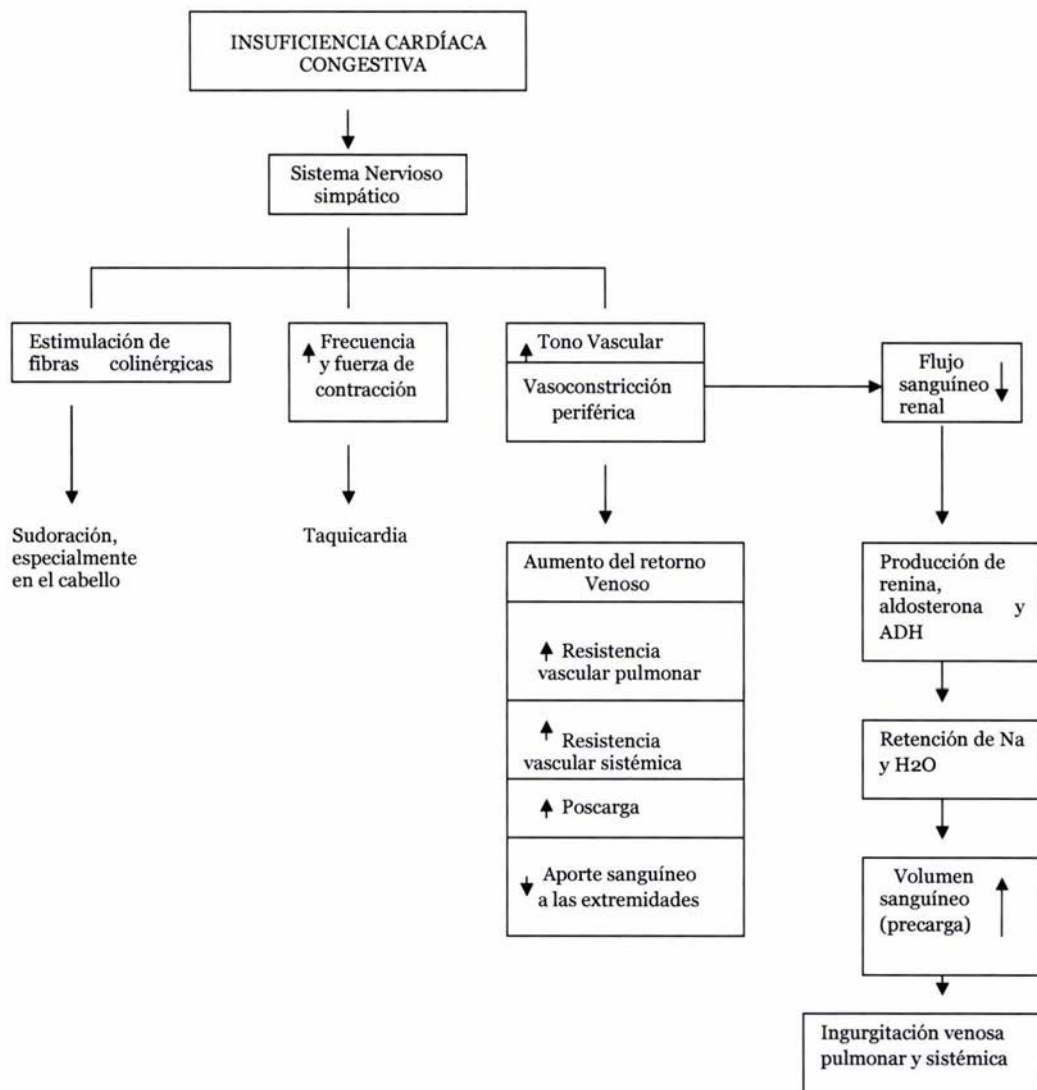 INSUFICIENCIA CARDÍACA
CONGESTIVA
Sistema Nervioso
simpático
Estimulación de
fibras colinérgicas
Frecuencia
y fuerza de
contracción
Tono Vascular
Vasoconstricción
periférica
Flujo
sanguíneo
renal
Sudoración,
especialmente
en el cabello
Taquicardia
Aumento del retorno
Venoso
Resistencia
vascular pulmonar
Resistencia
vascular sistémica
Poscarga
Aporte sanguíneo
a las extremidades
Producción de
renina,
aldosterona y
ADH
Retención de Na
y H2O
Volumen
sanguíneo
(precarga)
Ingurgitación venosa
pulmonar y sistémica